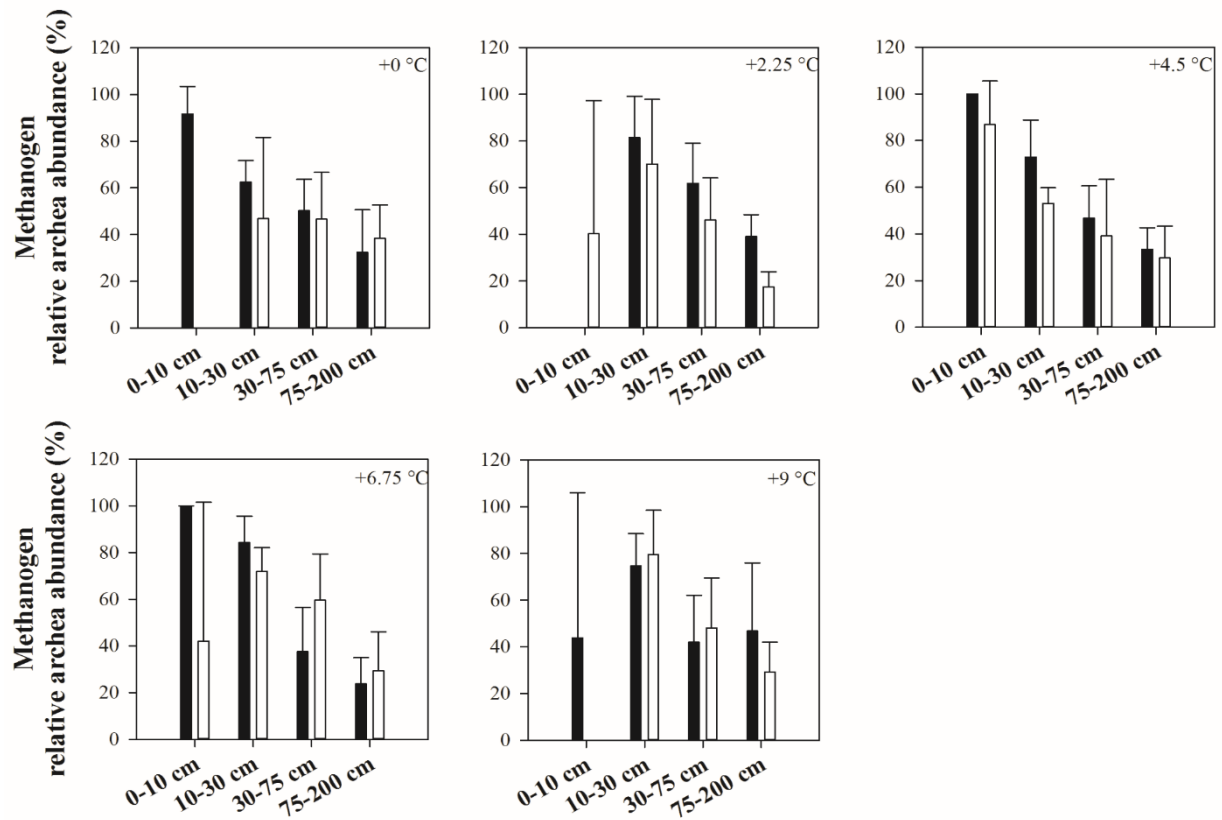 Methanogen
relative archea abundance (%)
120
100
80
60
40
20
0
+0 °C
0-10 cm
10-30 cm
30-75 cm
75-200 cm
120
100
80
60
40
20
0
+2.25 °C
0-10 cm
10-30 cm
30-75 cm
75-200 cm
120
100
80
60
40
20
0
+4.5 °C
0-10 cm
10-30 cm
30-75 cm
75-200 cm
Methanogen
relative archea abundance (%)
120
100
80
60
40
20
0
+6.75 °C
0-10 cm
10-30 cm
30-75 cm
75-200 cm
120
100
80
60
40
20
0
+9 °C
0-10 cm
10-30 cm
30-75 cm
75-200 cm